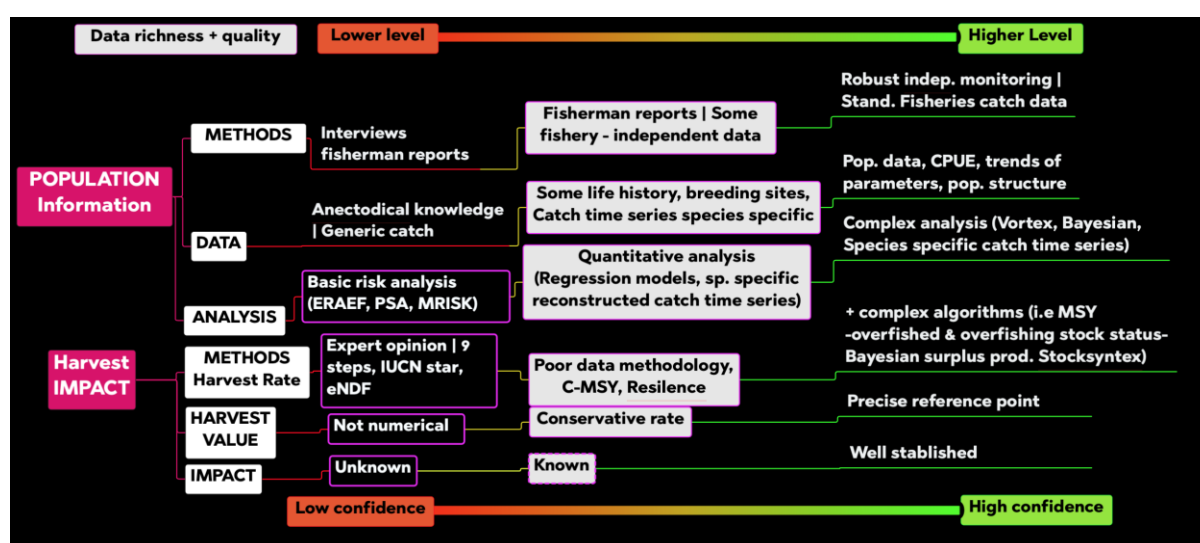 Data richness + quality
Lower level
Higher Level
POPULATION
Information
METHODS
Interviews
fisherman reports
Fisherman reports | Some
fishery - independent data
Robust indep. monitoring |
Stand. Fisheries catch data
DATA
Anectodical knowledge
| Generic catch
Some life history, breeding sites,
Catch time series species specific
Pop. data, CPUE, trends of
parameters, pop. structure
ANALYSIS
Basic risk analysis
(ERAEF, PSA, MRISK)
Quantitative analysis
(Regression models, sp. specific
reconstructed catch time series)
Complex analysis (Vortex, Bayesian,
Species specific catch time series)
Harvest
IMPACT
METHODS
Harvest Rate
Expert opinion | 9
steps, IUCN star,
eNDF
Poor data methodology,
C-MSY, Resilence
+ complex algorithms (i.e MSY
-overfished & overfishing stock status-
Bayesian surplus prod. Stocksyntex)
HARVEST
VALUE
Not numerical
Conservative rate
Precise reference point
IMPACT
Unknown
Known
Well stablished
Low confidence
High confidence